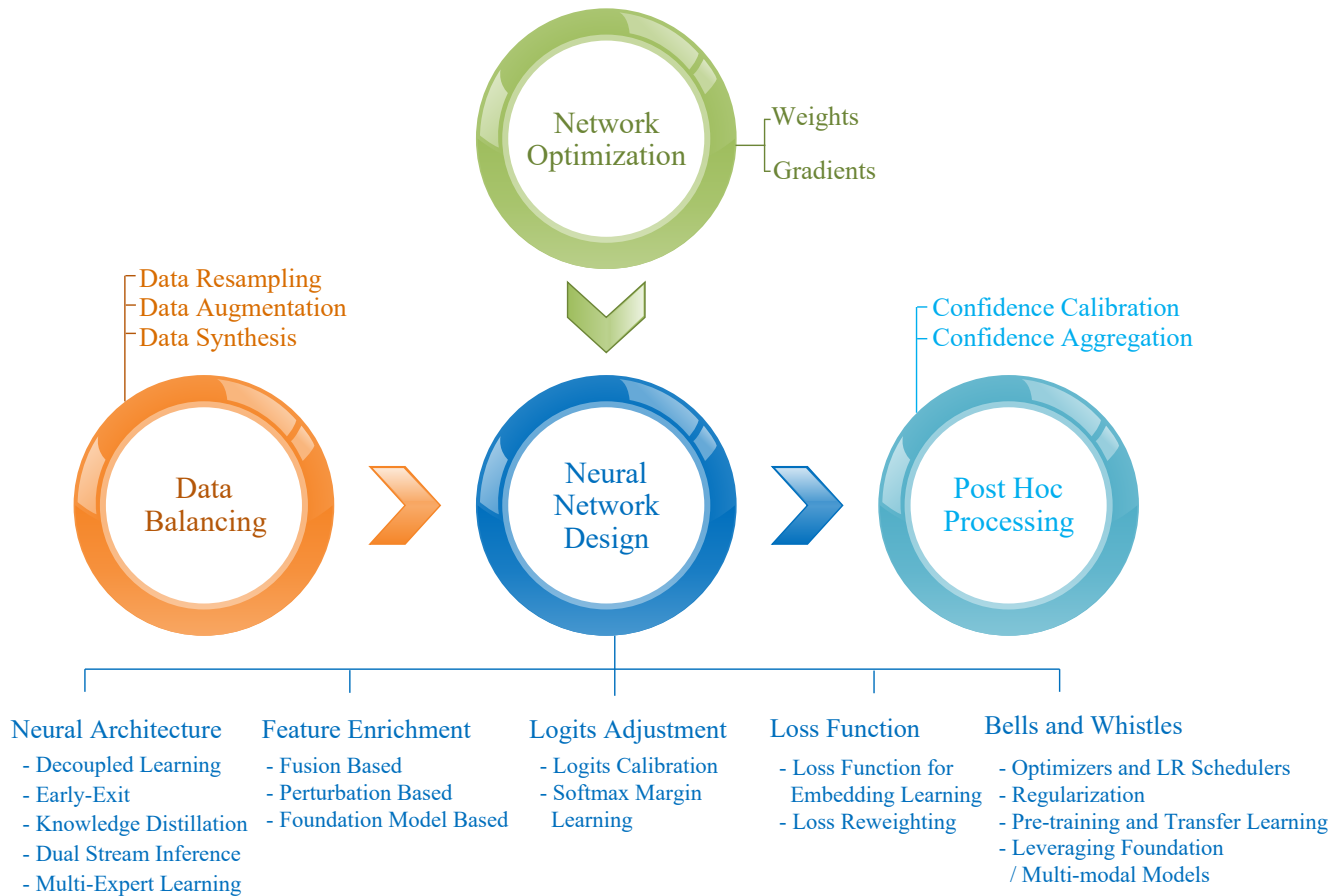 Network
Optimization
Weights
Gradients
Data Resampling
Data Augmentation
Data Synthesis
Confidence Calibration
Confidence Aggregation
Data
Balancing
Neural
Network
Design
Post Hoc
Processing
Neural Architecture
- Decoupled Learning
- Early-Exit
- Knowledge Distillation
- Dual Stream Inference
- Multi-Expert Learning
Feature Enrichment
- Fusion Based
- Perturbation Based
- Foundation Model Based
Logits Adjustment
- Logits Calibration
- Softmax Margin
Learning
Loss Function
- Loss Function for
Embedding Learning
- Loss Reweighting
Bells and Whistles
- Optimizers and LR Schedulers
- Regularization
- Pre-training and Transfer Learning
- Leveraging Foundation
/ Multi-modal Models